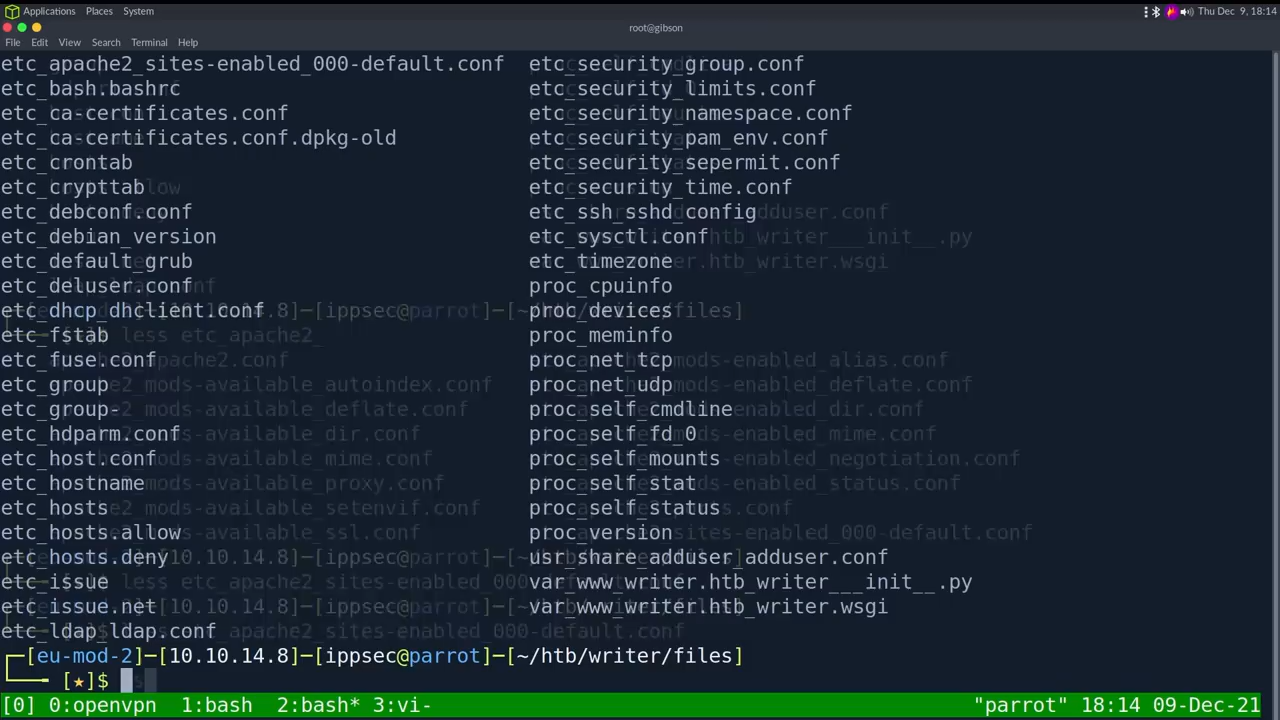 Applications Places System Thu Dec 9, 18:14
root@gibson
File Edit View Search Terminal Help
etc_apache2_sites-enabled_000-default.conf etc_security_group.conf
etc_bash.bashrc etc_security_limits.conf
etc_ca-certificates.conf etc_security_namespace.conf
etc_ca-certificates.conf.dpkg-old etc_security_pam_env.conf
etc_crontab etc_security_sepermit.conf
etc_crypttab etc_security_time.conf
etc_debconf.conf etc_ssh_sshd_config
etc_debian_version etc_sysctl.conf
etc_default_grub etc_timezone
etc_deluser.conf proc_cpuinfo
etc_dhcp_dhclient.conf proc_devices
etc_fstab proc_meminfo
etc_fuse.conf proc_net_tcp
etc_group proc_net_udp
etc_group- proc_self_cmdline
etc_hdparm.conf proc_self_fd_0
etc_host.conf proc_self_mounts
etc_hostname proc_self_stat
etc_hosts proc_self_status
etc_hosts.allow proc_version
etc_hosts.deny usr_share_adduser_adduser.conf
etc_issue var_www_writer.htb_writer___init__.py
etc_issue.net var_www_writer.htb_writer.wsgi
etc_ldap_ldap.conf
┌─[eu-mod-2]─[10.10.14.8]─[ippsec@parrot]─[~/htb/writer/files]
└──╼ [★]$
[0] 0:openvpn 1:bash 2:bash* 3:vi- "parrot" 18:14 09-Dec-21